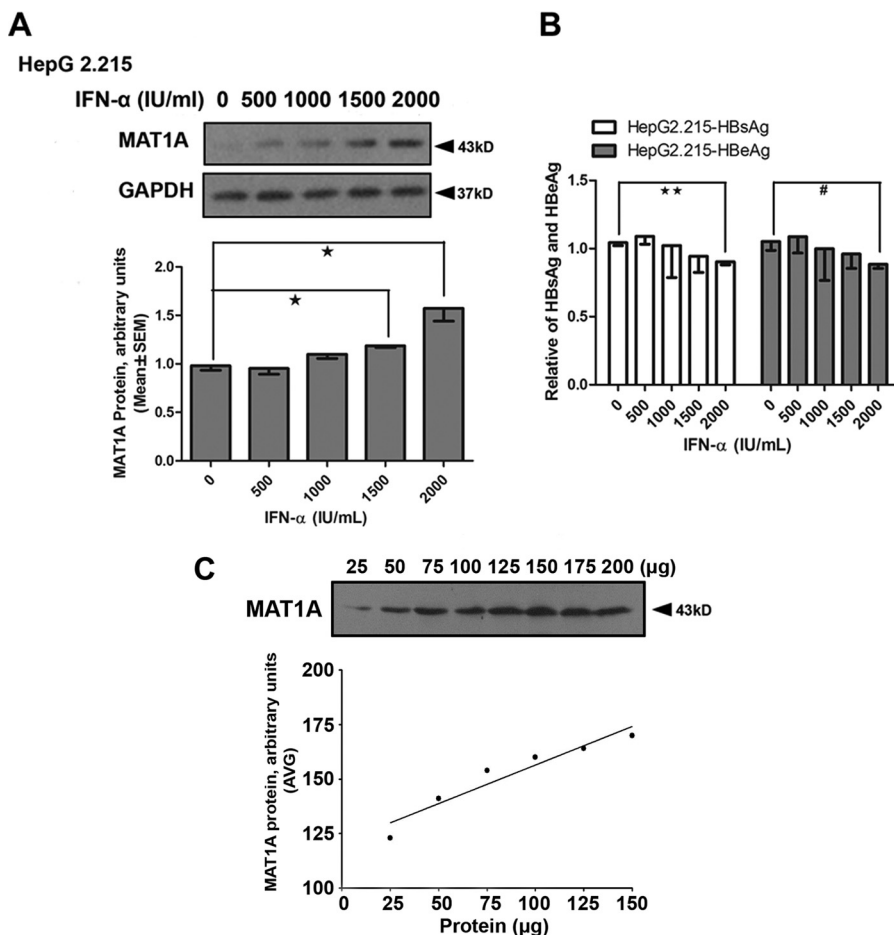 A
HepG 2.215
IFN-α (IU/ml) 0 500 1000 1500 2000
MAT1A
43kD
GAPDH
37kD
MAT1A Protein, arbitrary units
(Mean±SEM)
2.0
1.5
1.0
0.5
0.0
★
★
0 500 1000 1500 2000
IFN-α (IU/mL)
B
HepG2.215-HBsAg
HepG2.215-HBeAg
Relative of HBsAg and HBeAg
1.5
1.0
0.5
0.0
★★
#
0 500 1000 1500 2000 0 500 1000 1500 2000
IFN-α (IU/mL)
C
25 50 75 100 125 150 175 200 (μg)
MAT1A
43kD
MAT1A protein, arbitrary units
(AVG)
200
175
150
125
100
0 25 50 75 100 125 150
Protein (μg)